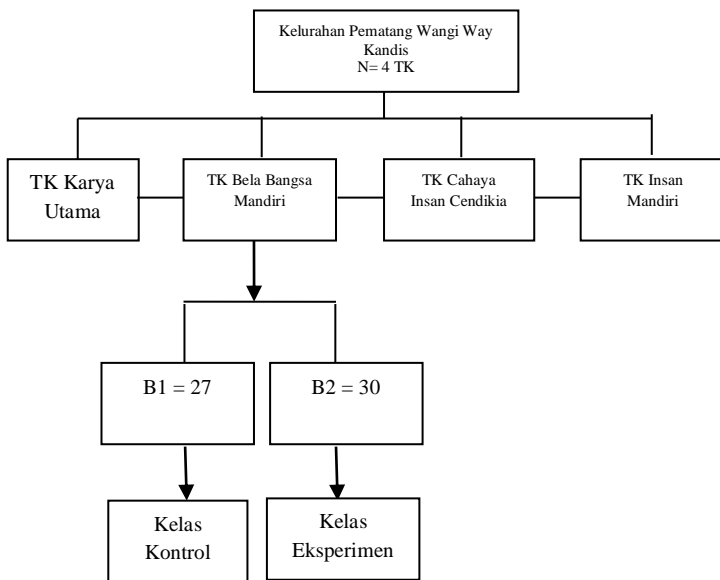 Kelurahan Pematang Wangi Way
Kandis
N= 4 TK
TK Karya
Utama
TK Bela Bangsa
Mandiri
TK Cahaya
Insan Cendikia
TK Insan
Mandiri
B1 = 27
B2 = 30
Kelas
Kontrol
Kelas
Eksperimen